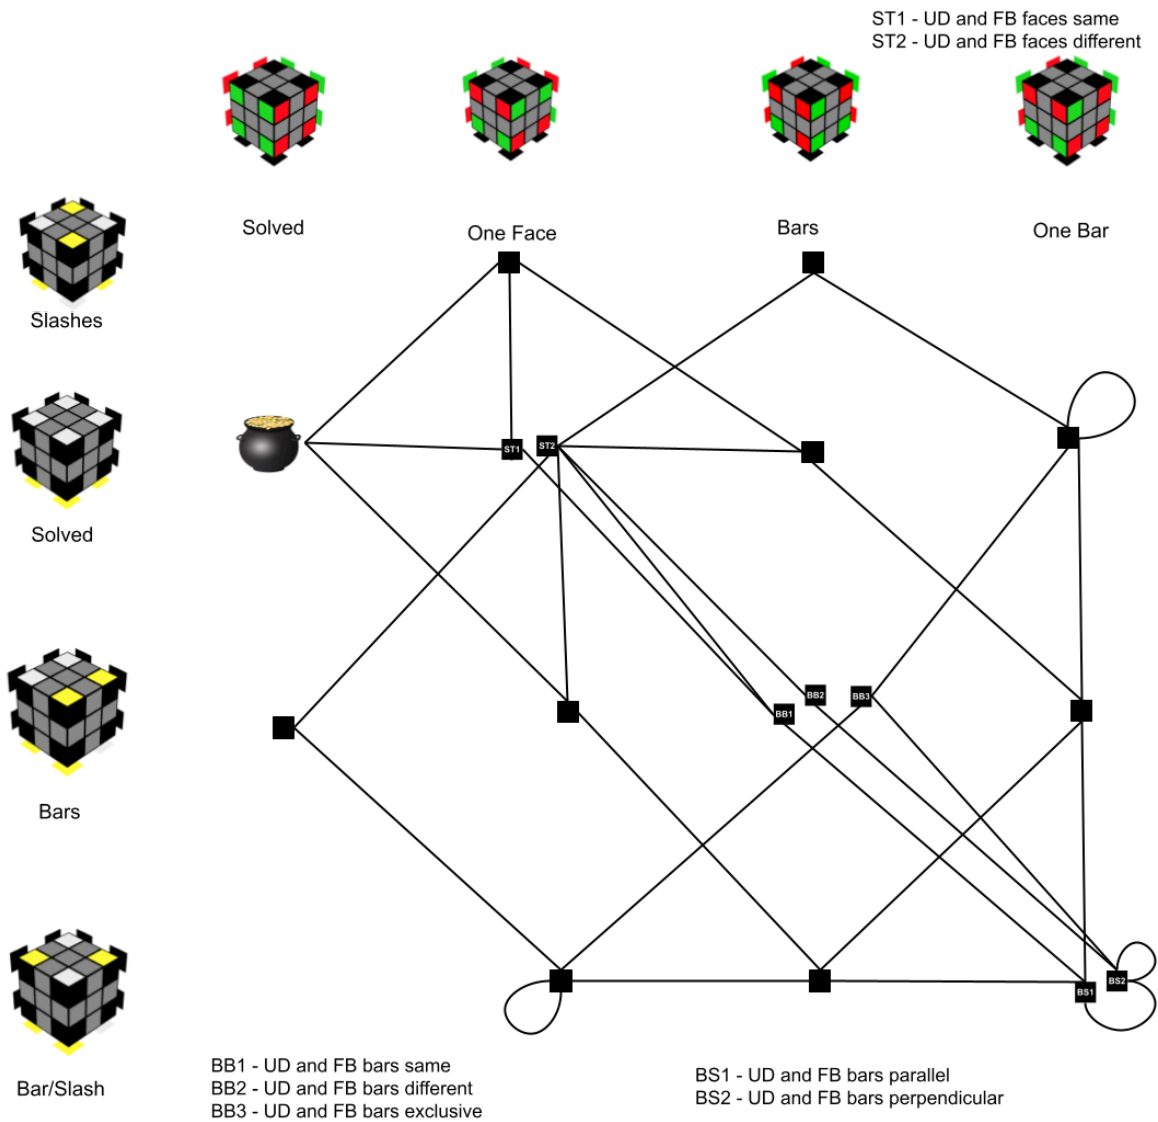 ST1 - UD and FB faces same
ST2 - UD and FB faces different
Solved
One Face
Bars
One Bar
Slashes
ST1
ST2
Solved
BB2
BB3
BB1
Bars
BS2
BS1
Bar/Slash
BB1 - UD and FB bars same
BB2 - UD and FB bars different
BB3 - UD and FB bars exclusive
BS1 - UD and FB bars parallel
BS2 - UD and FB bars perpendicular